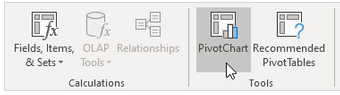 Fields, Items, & Sets
OLAP Tools
Relationships
Calculations
PivotChart
Recommended PivotTables
Tools